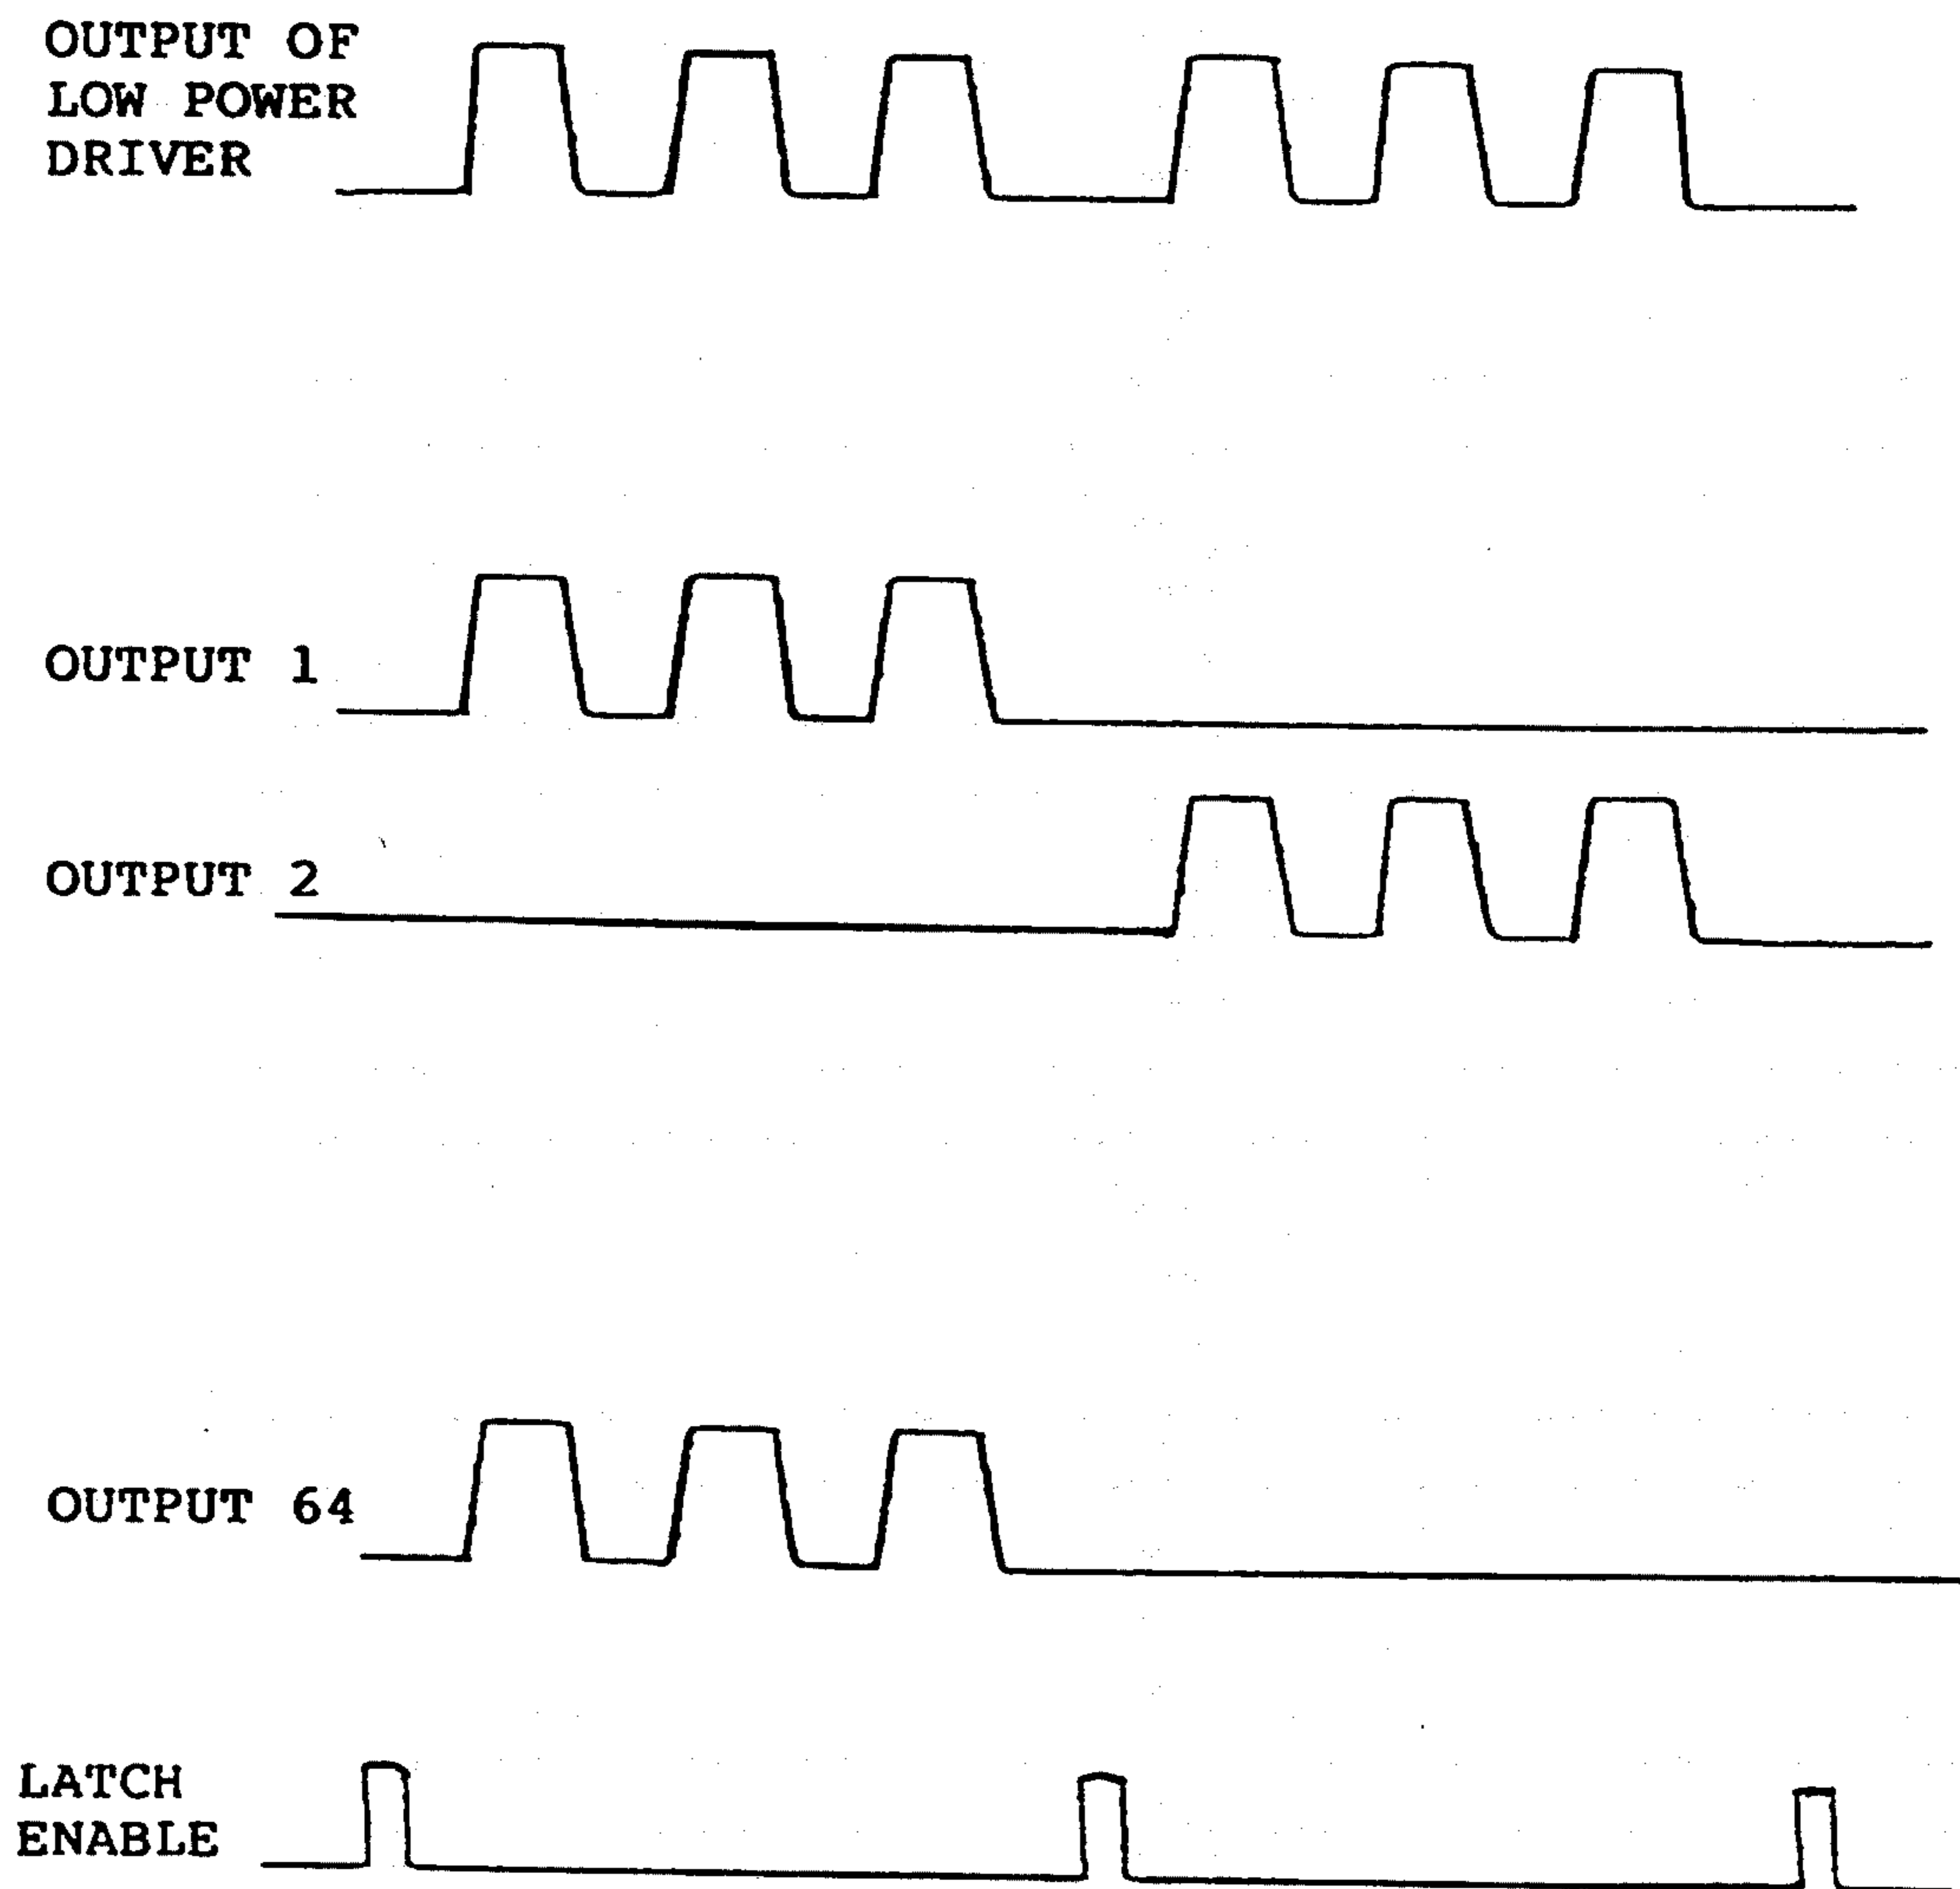 OUTPUT OF
LOW POWER
DRIVER
OUTPUT 1
OUTPUT 2
OUTPUT 64
LATCH
ENABLE